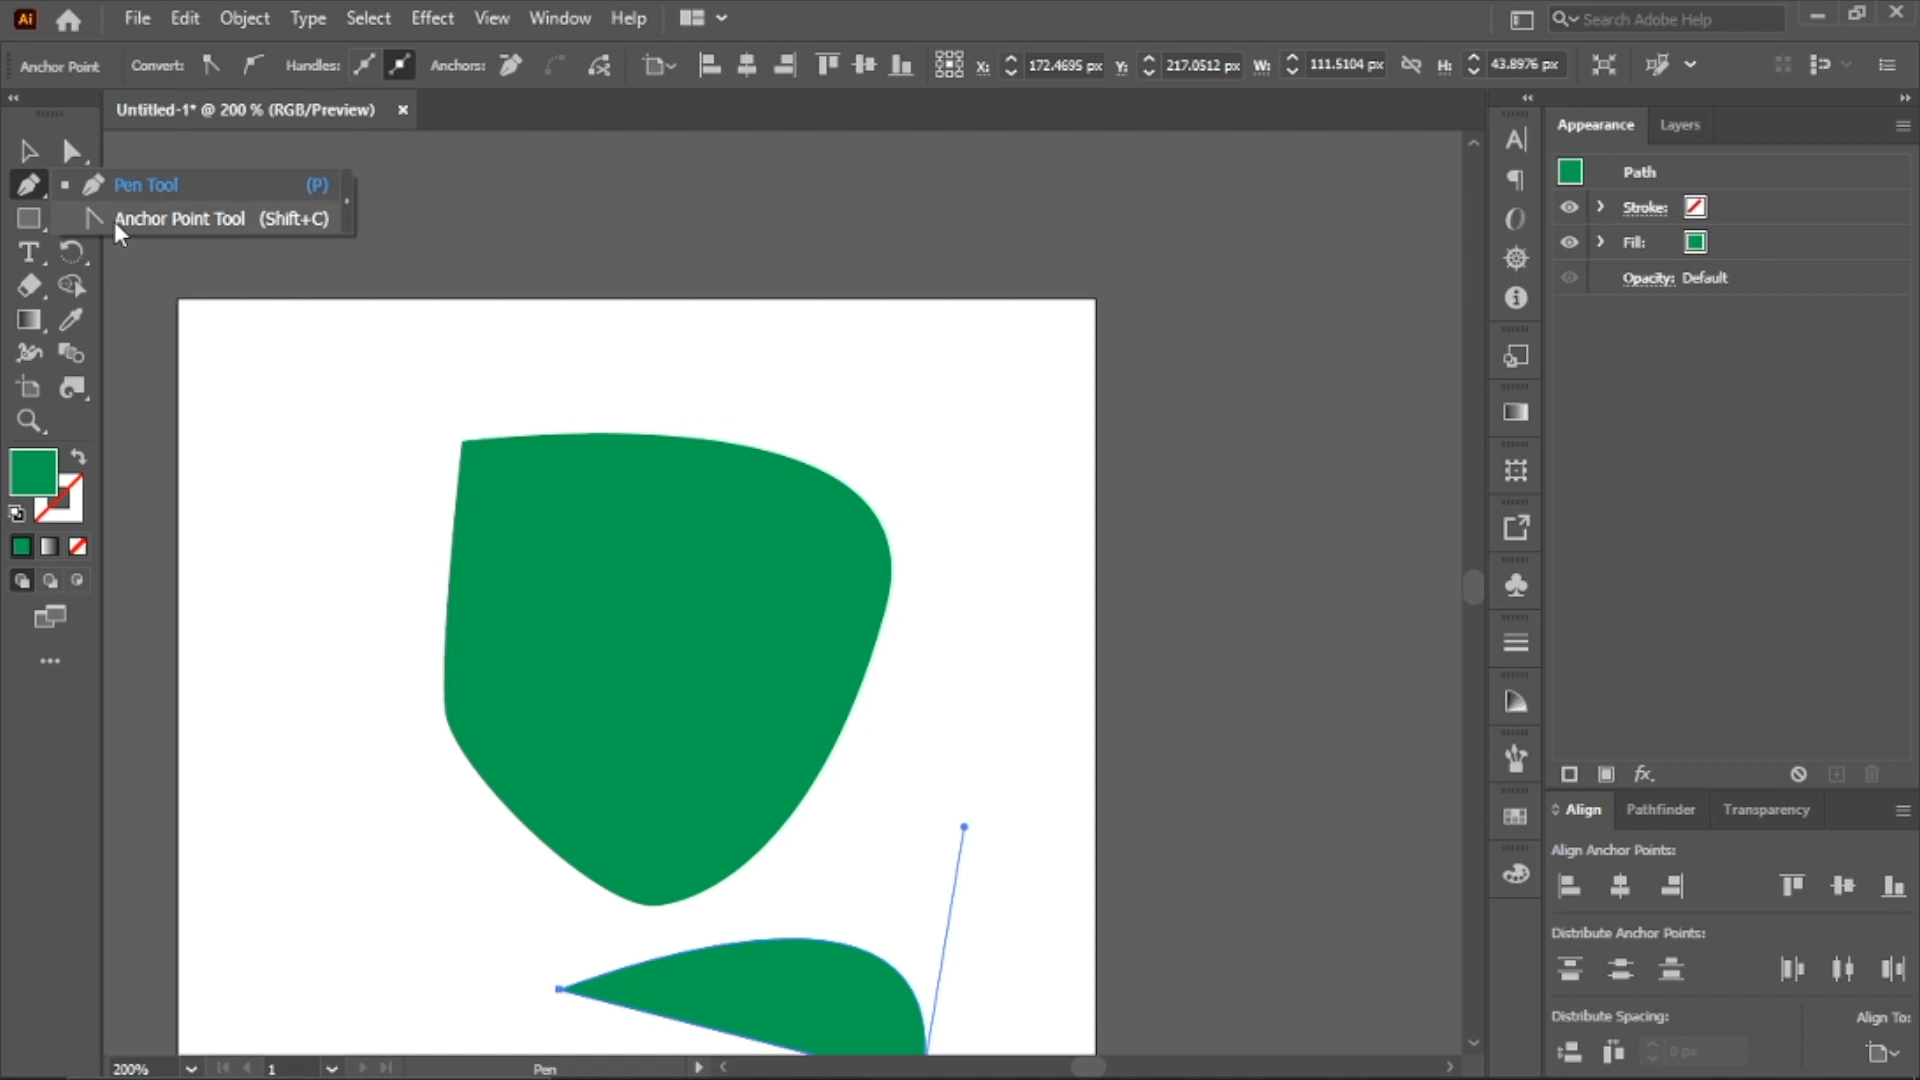 Ai File Edit Object Type Select Effect View Window Help Search Adobe Help
Anchor Point Convert: Handles: Anchors: X: 172.4695 px Y: 217.0512 px W: 111.5104 px H: 43.8976 px
Untitled-1* @ 200 % (RGB/Preview)
Pen Tool (P)
Anchor Point Tool (Shift+C)
Appearance Layers
Path
Stroke:
Fill:
Opacity: Default
fx.
Align Pathfinder Transparency
Align Anchor Points:
Distribute Anchor Points:
Distribute Spacing: Align To:
0 px
200% 1 Pen